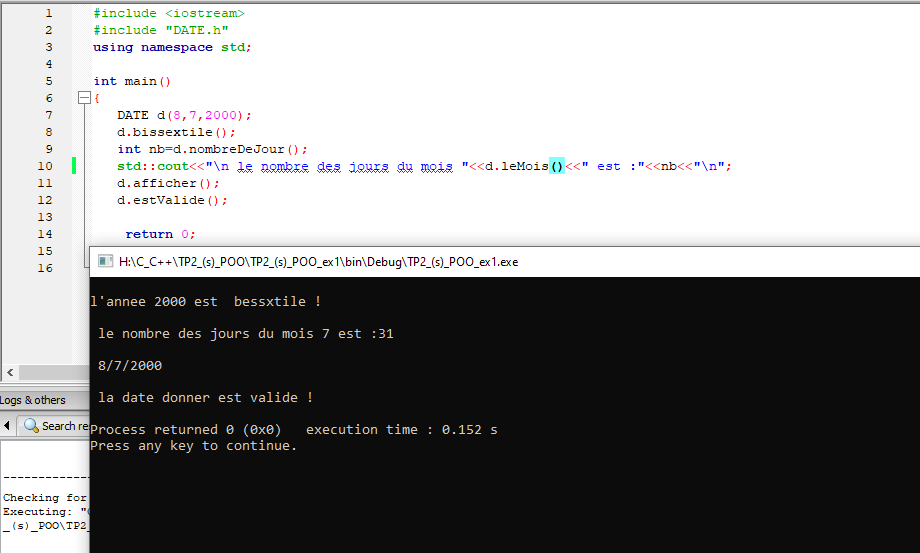 1 #include <iostream>
2 #include "DATE.h"
3 using namespace std;
4
5 int main()
6 {
7 DATE d(8,7,2000);
8 d.bissextile();
9 int nb=d.nombreDeJour();
10 std::cout<<"\n le nombre des jours du mois "<<d.leMois()<<" est :"<<nb<<"\n";
11 d.afficher();
12 d.estValide();
13
14 return 0;
15
16
H:\C_C++\TP2_(s)_POO\TP2_(s)_POO_ex1\bin\Debug\TP2_(s)_POO_ex1.exe
l'annee 2000 est  bessxtile !
le nombre des jours du mois 7 est :31
8/7/2000
la date donner est valide !
Process returned 0 (0x0)   execution time : 0.152 s
Press any key to continue.
Logs & others
Search re
Checking for
Executing: "
_(s)_POO\TP2_